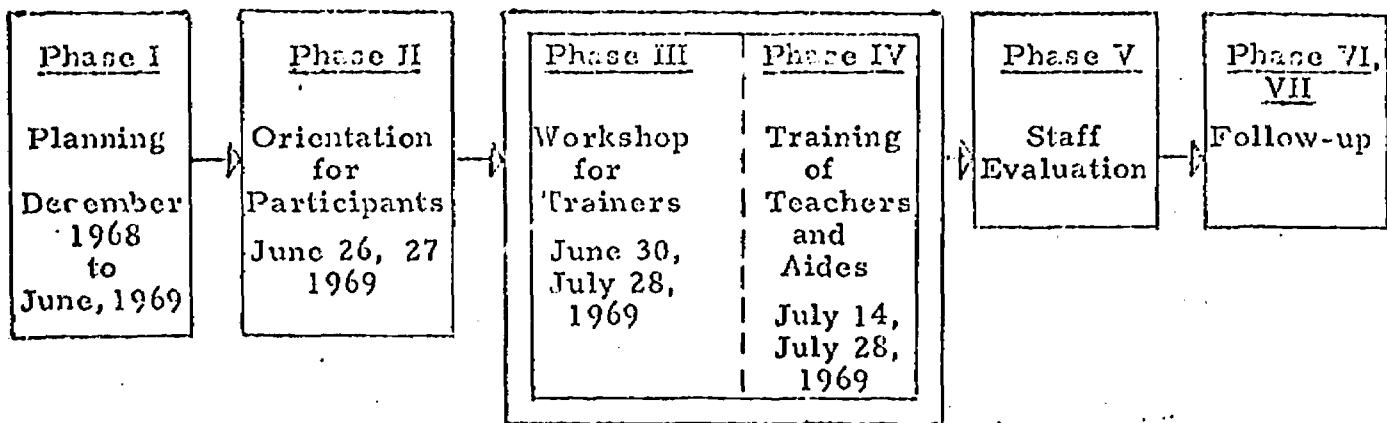 Phase I
Planning
December
1968
to
June, 1969
Phase II
Orientation
for
Participants
June 26, 27
1969
Phase III
Workshop
for
Trainers
June 30,
July 28,
1969
Phase IV
Training
of
Teachers
and
Aides
July 14,
July 28,
1969
Phase V
Staff
Evaluation
Phase VI,
VII
Follow-up